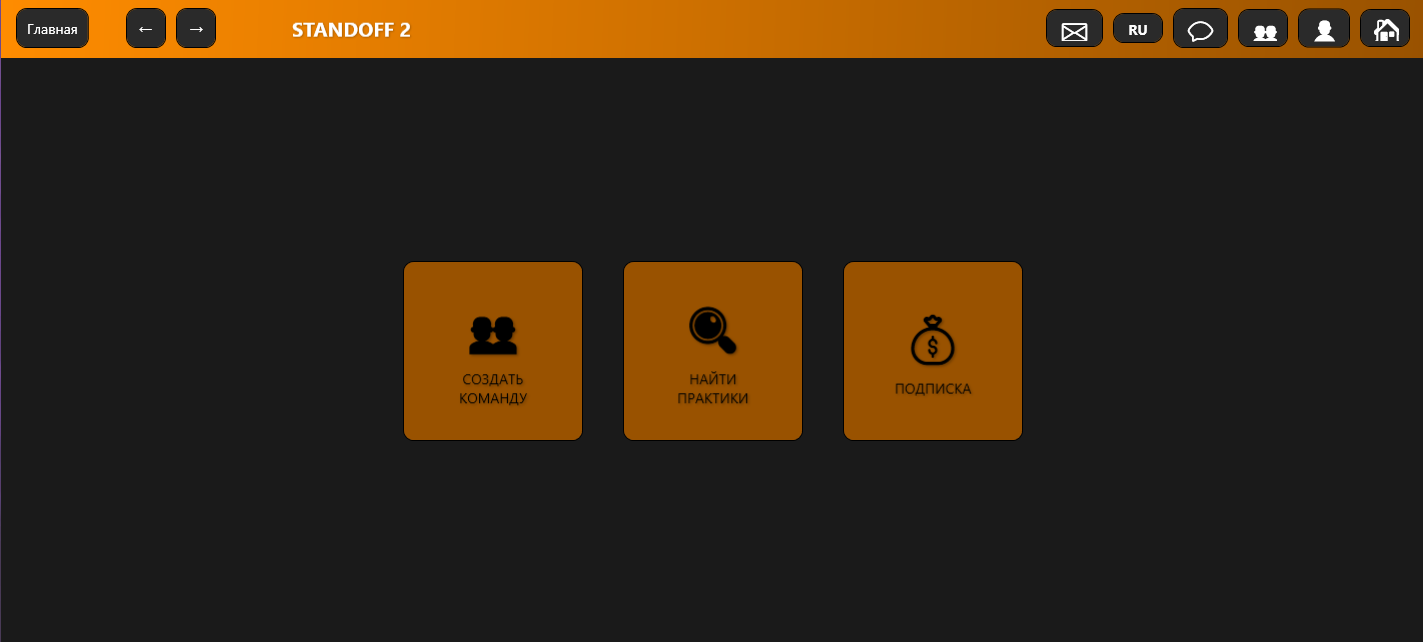 Главная
← →
STANDOFF 2
RU
СОЗДАТЬ
КОМАНДУ
НАЙТИ
ПРАКТИКИ
$
ПОДПИСКА